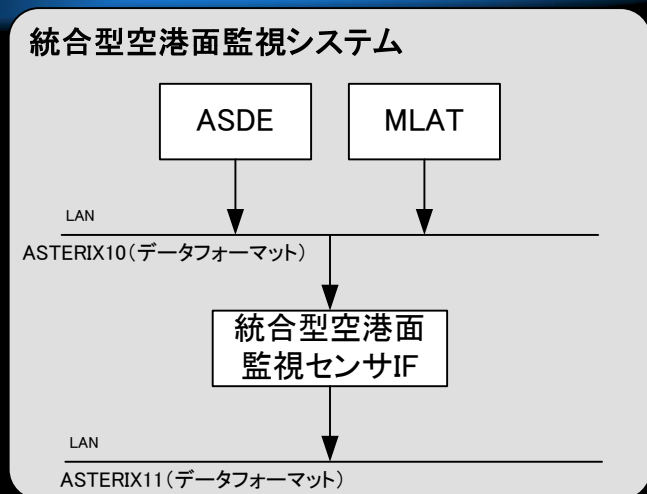 統合型空港面監視システム
ASDE
MLAT
LAN
ASTERIX10(データフォーマット)
統合型空港面
監視センサIF
LAN
ASTERIX11(データフォーマット)